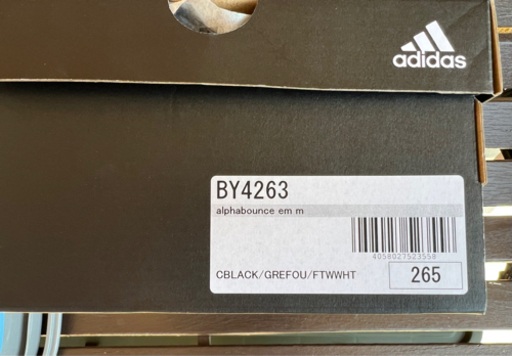 adidas
BY4263
alphabounce em m
4058027523558
CBLACK/GREFOU/FTWWHT
265